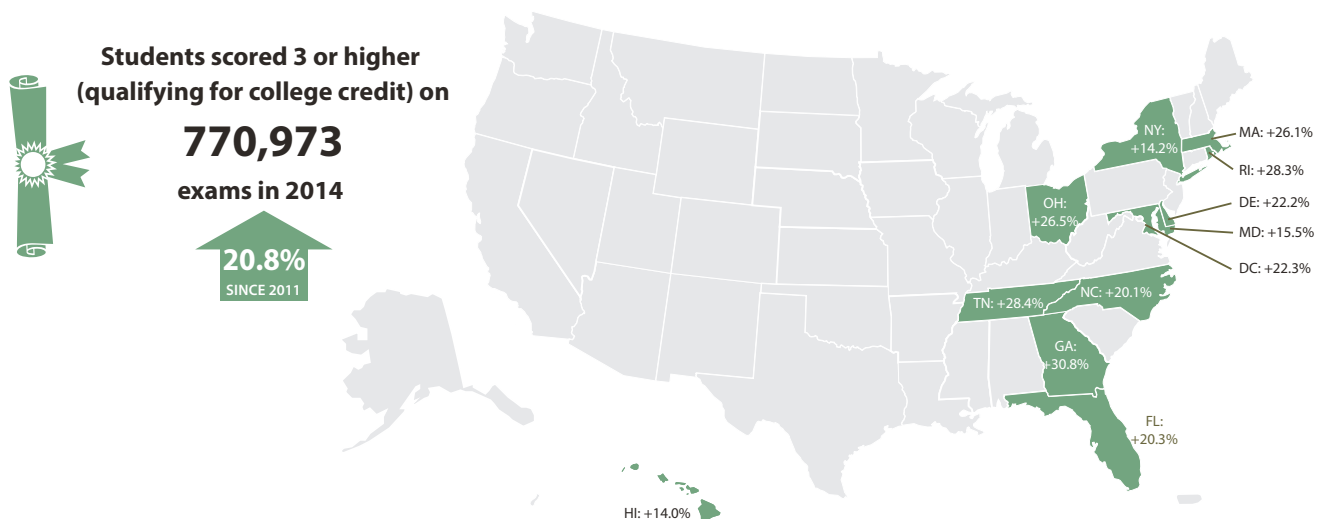 Students scored 3 or higher
(qualifying for college credit) on
770,973
exams in 2014
20.8%
SINCE 2011
NY:
+14.2%
MA: +26.1%
RI: +28.3%
OH:
+26.5%
DE: +22.2%
MD: +15.5%
DC: +22.3%
TN: +28.4%
NC: +20.1%
GA:
+30.8%
FL:
+20.3%
HI: +14.0%